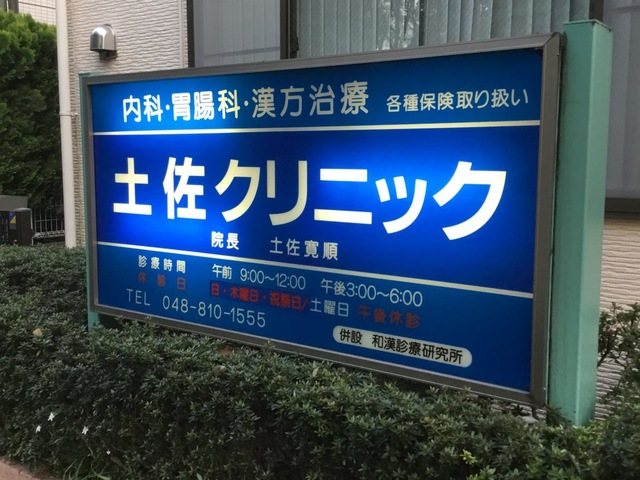 内科・胃腸科・漢方治療 各種保険取り扱い
土佐クリニック
院長 土佐寛順
診療時間 午前 9:00〜12:00 午後3:00〜6:00
休診日 日・木曜日・祝祭日/土曜日 午後休診
TEL 048-810-1555
併設 和漢診療研究所